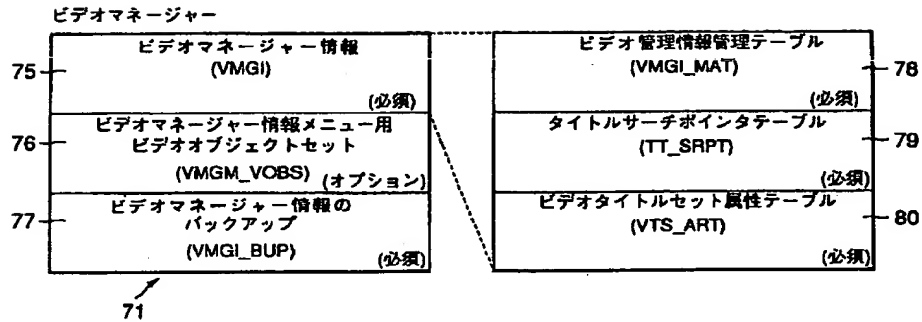 ビデオマネージャー
75
ビデオマネージャー情報
(VMGI)
(必須)
76
ビデオマネージャー情報メニュー用
ビデオオブジェクトセット
(VMGM_VOBS) (オプション)
77
ビデオマネージャー情報の
バックアップ
(VMGI_BUP)
(必須)
71
ビデオ管理情報管理テーブル
(VMGI_MAT)
(必須)
78
タイトルサーチポインタテーブル
(TT_SRPT)
(必須)
79
ビデオタイトルセット属性テーブル
(VTS_ART)
(必須)
80